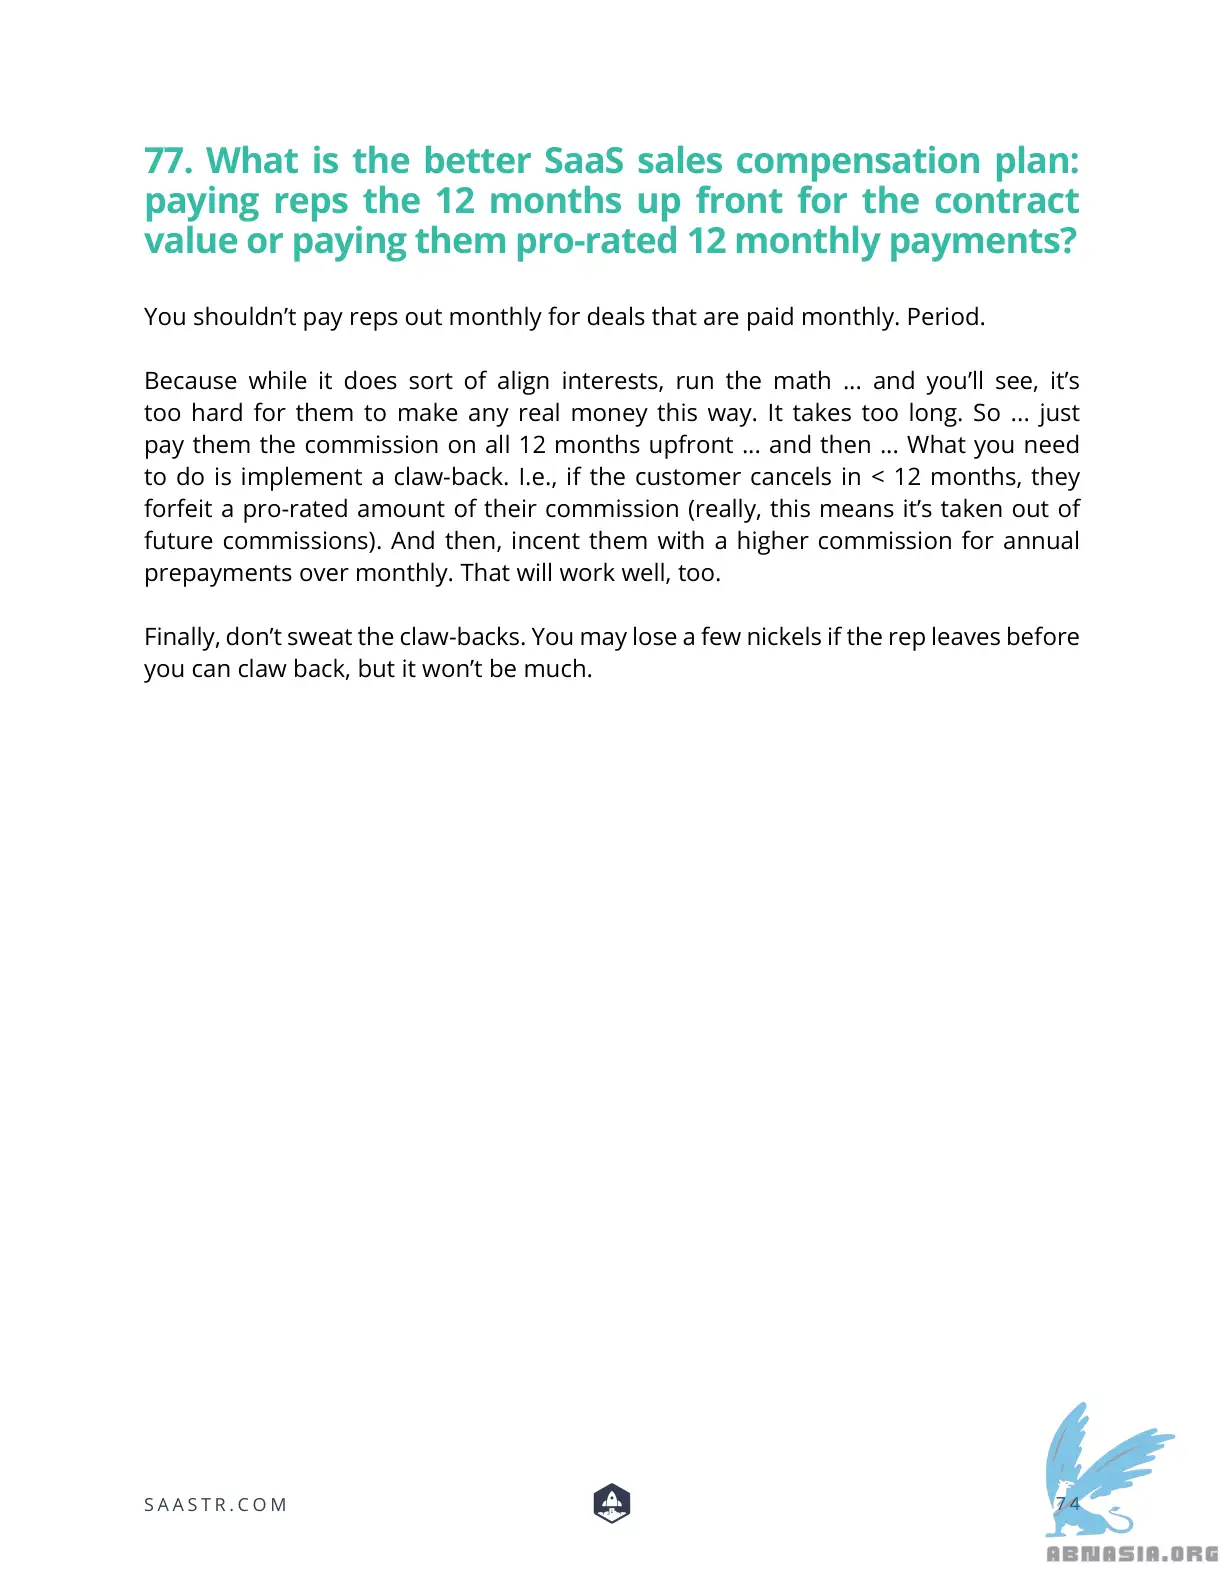 77. What is the better SaaS sales compensation plan:
paying reps the 12 months up front for the contract
value or paying them pro-rated 12 monthly payments?
You shouldn’t pay reps out monthly for deals that are paid monthly. Period.
Because while it does sort of align interests, run the math ... and you’ll see, it’s
too hard for them to make any real money this way. It takes too long. So ... just
pay them the commission on all 12 months upfront ... and then ... What you need
to do is implement a claw-back. I.e., if the customer cancels in < 12 months, they
forfeit a pro-rated amount of their commission (really, this means it’s taken out of
future commissions). And then, incent them with a higher commission for annual
prepayments over monthly. That will work well, too.
Finally, don’t sweat the claw-backs. You may lose a few nickels if the rep leaves before
you can claw back, but it won’t be much.
SAASTR.COM
74
ABNASIA.ORG